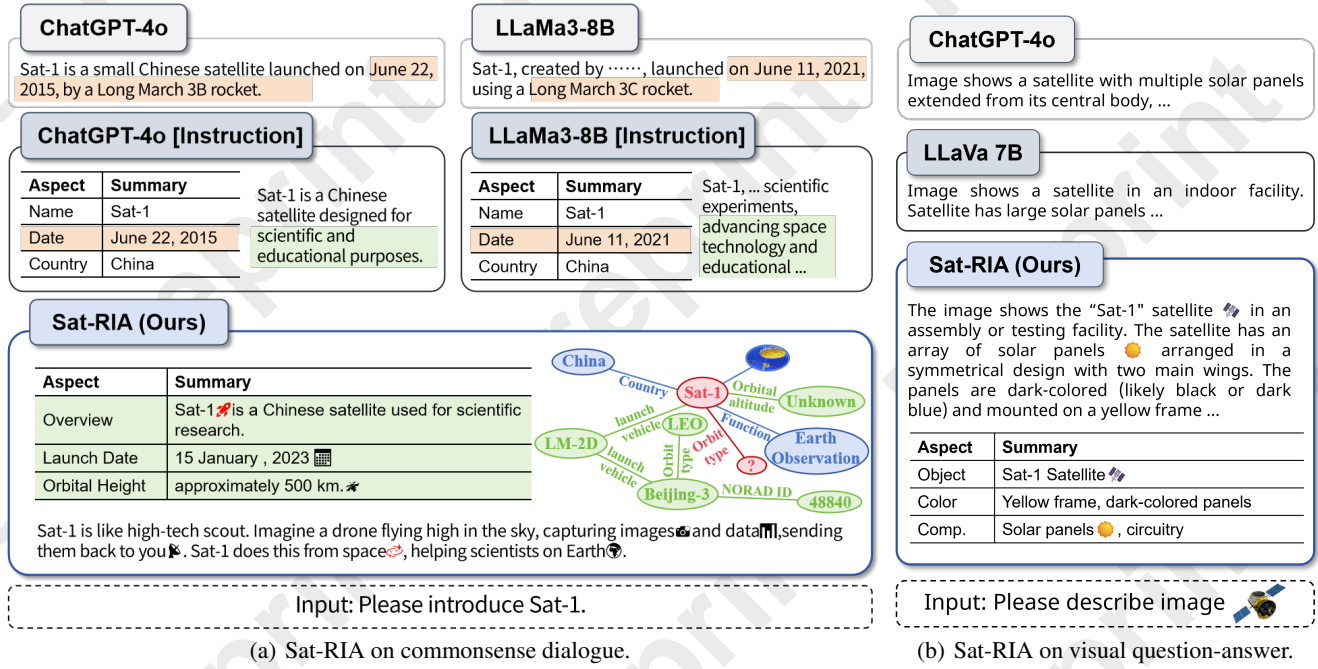 ChatGPT-4o
Sat-1 is a small Chinese satellite launched on June 22,
2015, by a Long March 3B rocket.
LLaMa3-8B
Sat-1, created by ······, launched on June 11, 2021,
using a Long March 3C rocket.
ChatGPT-4o [Instruction]
Aspect Summary
Name Sat-1
Date June 22, 2015
Country China
Sat-1 is a Chinese
satellite designed for
scientific and
educational purposes.
LLaMa3-8B [Instruction]
Aspect Summary
Name Sat-1
Date June 11, 2021
Country China
Sat-1, ... scientific
experiments,
advancing space
technology and
educational ...
Sat-RIA (Ours)
Aspect Summary
Overview Sat-1 is a Chinese satellite used for scientific
research.
Launch Date 15 January , 2023
Orbital Height approximately 500 km.
China
Country
Sat-1
Orbital
altitude
Unknown
launch
vehicle
LEO
Function
Earth
Observation
LM-2D
Orbit
type
?
launch
vehicle
Orbit
type
Beijing-3
NORAD ID
48840
Sat-1 is like high-tech scout. Imagine a drone flying high in the sky, capturing images and data ,sending
them back to you . Sat-1 does this from space , helping scientists on Earth .
Input: Please introduce Sat-1.
(a) Sat-RIA on commonsense dialogue.
ChatGPT-4o
Image shows a satellite with multiple solar panels
extended from its central body, ...
LLaVa 7B
Image shows a satellite in an indoor facility.
Satellite has large solar panels ...
Sat-RIA (Ours)
The image shows the “Sat-1" satellite in an
assembly or testing facility. The satellite has an
array of solar panels arranged in a
symmetrical design with two main wings. The
panels are dark-colored (likely black or dark
blue) and mounted on a yellow frame ...
Aspect Summary
Object Sat-1 Satellite
Color Yellow frame, dark-colored panels
Comp. Solar panels , circuitry
Input: Please describe image
(b) Sat-RIA on visual question-answer.